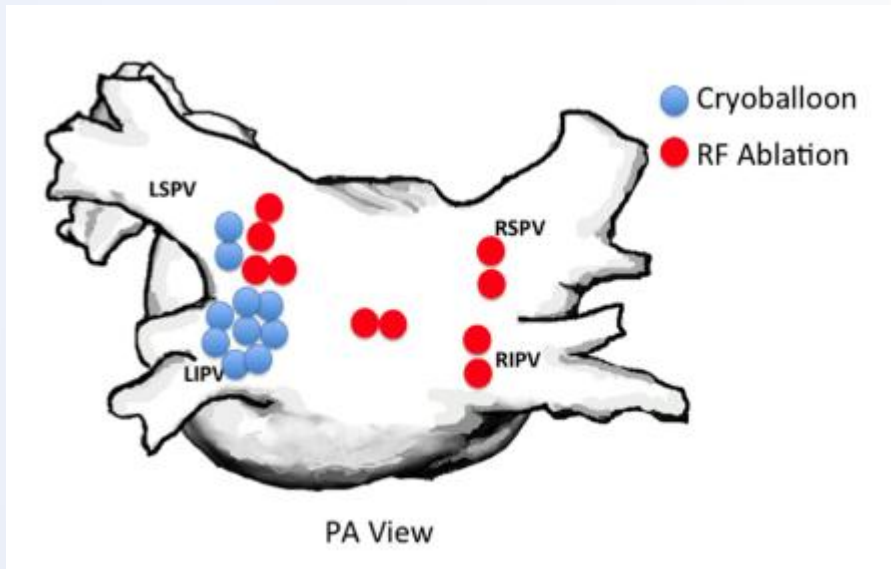 Cryoballoon
RF Ablation
LSPV
RSPV
LIPV
RIPV
PA View